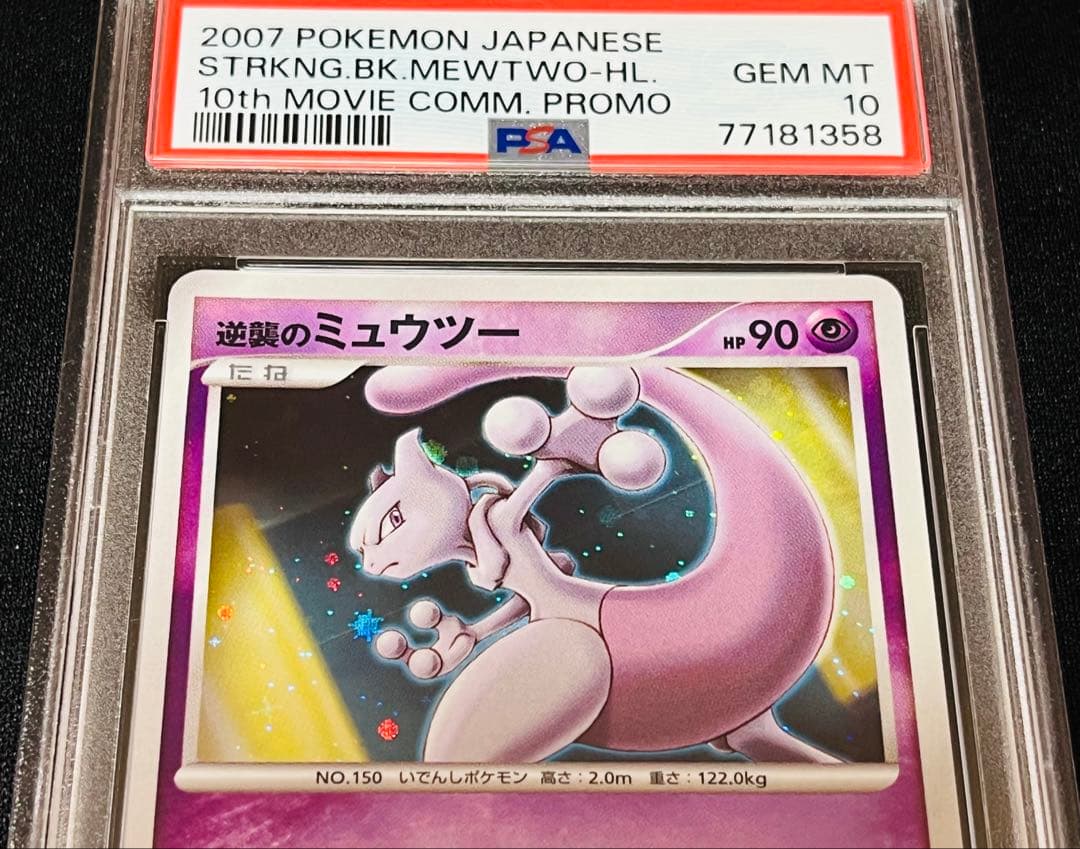 2007 POKEMON JAPANESE
STRKNG.BK.MEWTWO-HL. GEM MT
10th MOVIE COMM. PROMO 10
PSA 77181358
逆襲のミュウツー HP90
たね
NO.150 いでんしポケモン 高さ:2.0m 重さ:122.0kg